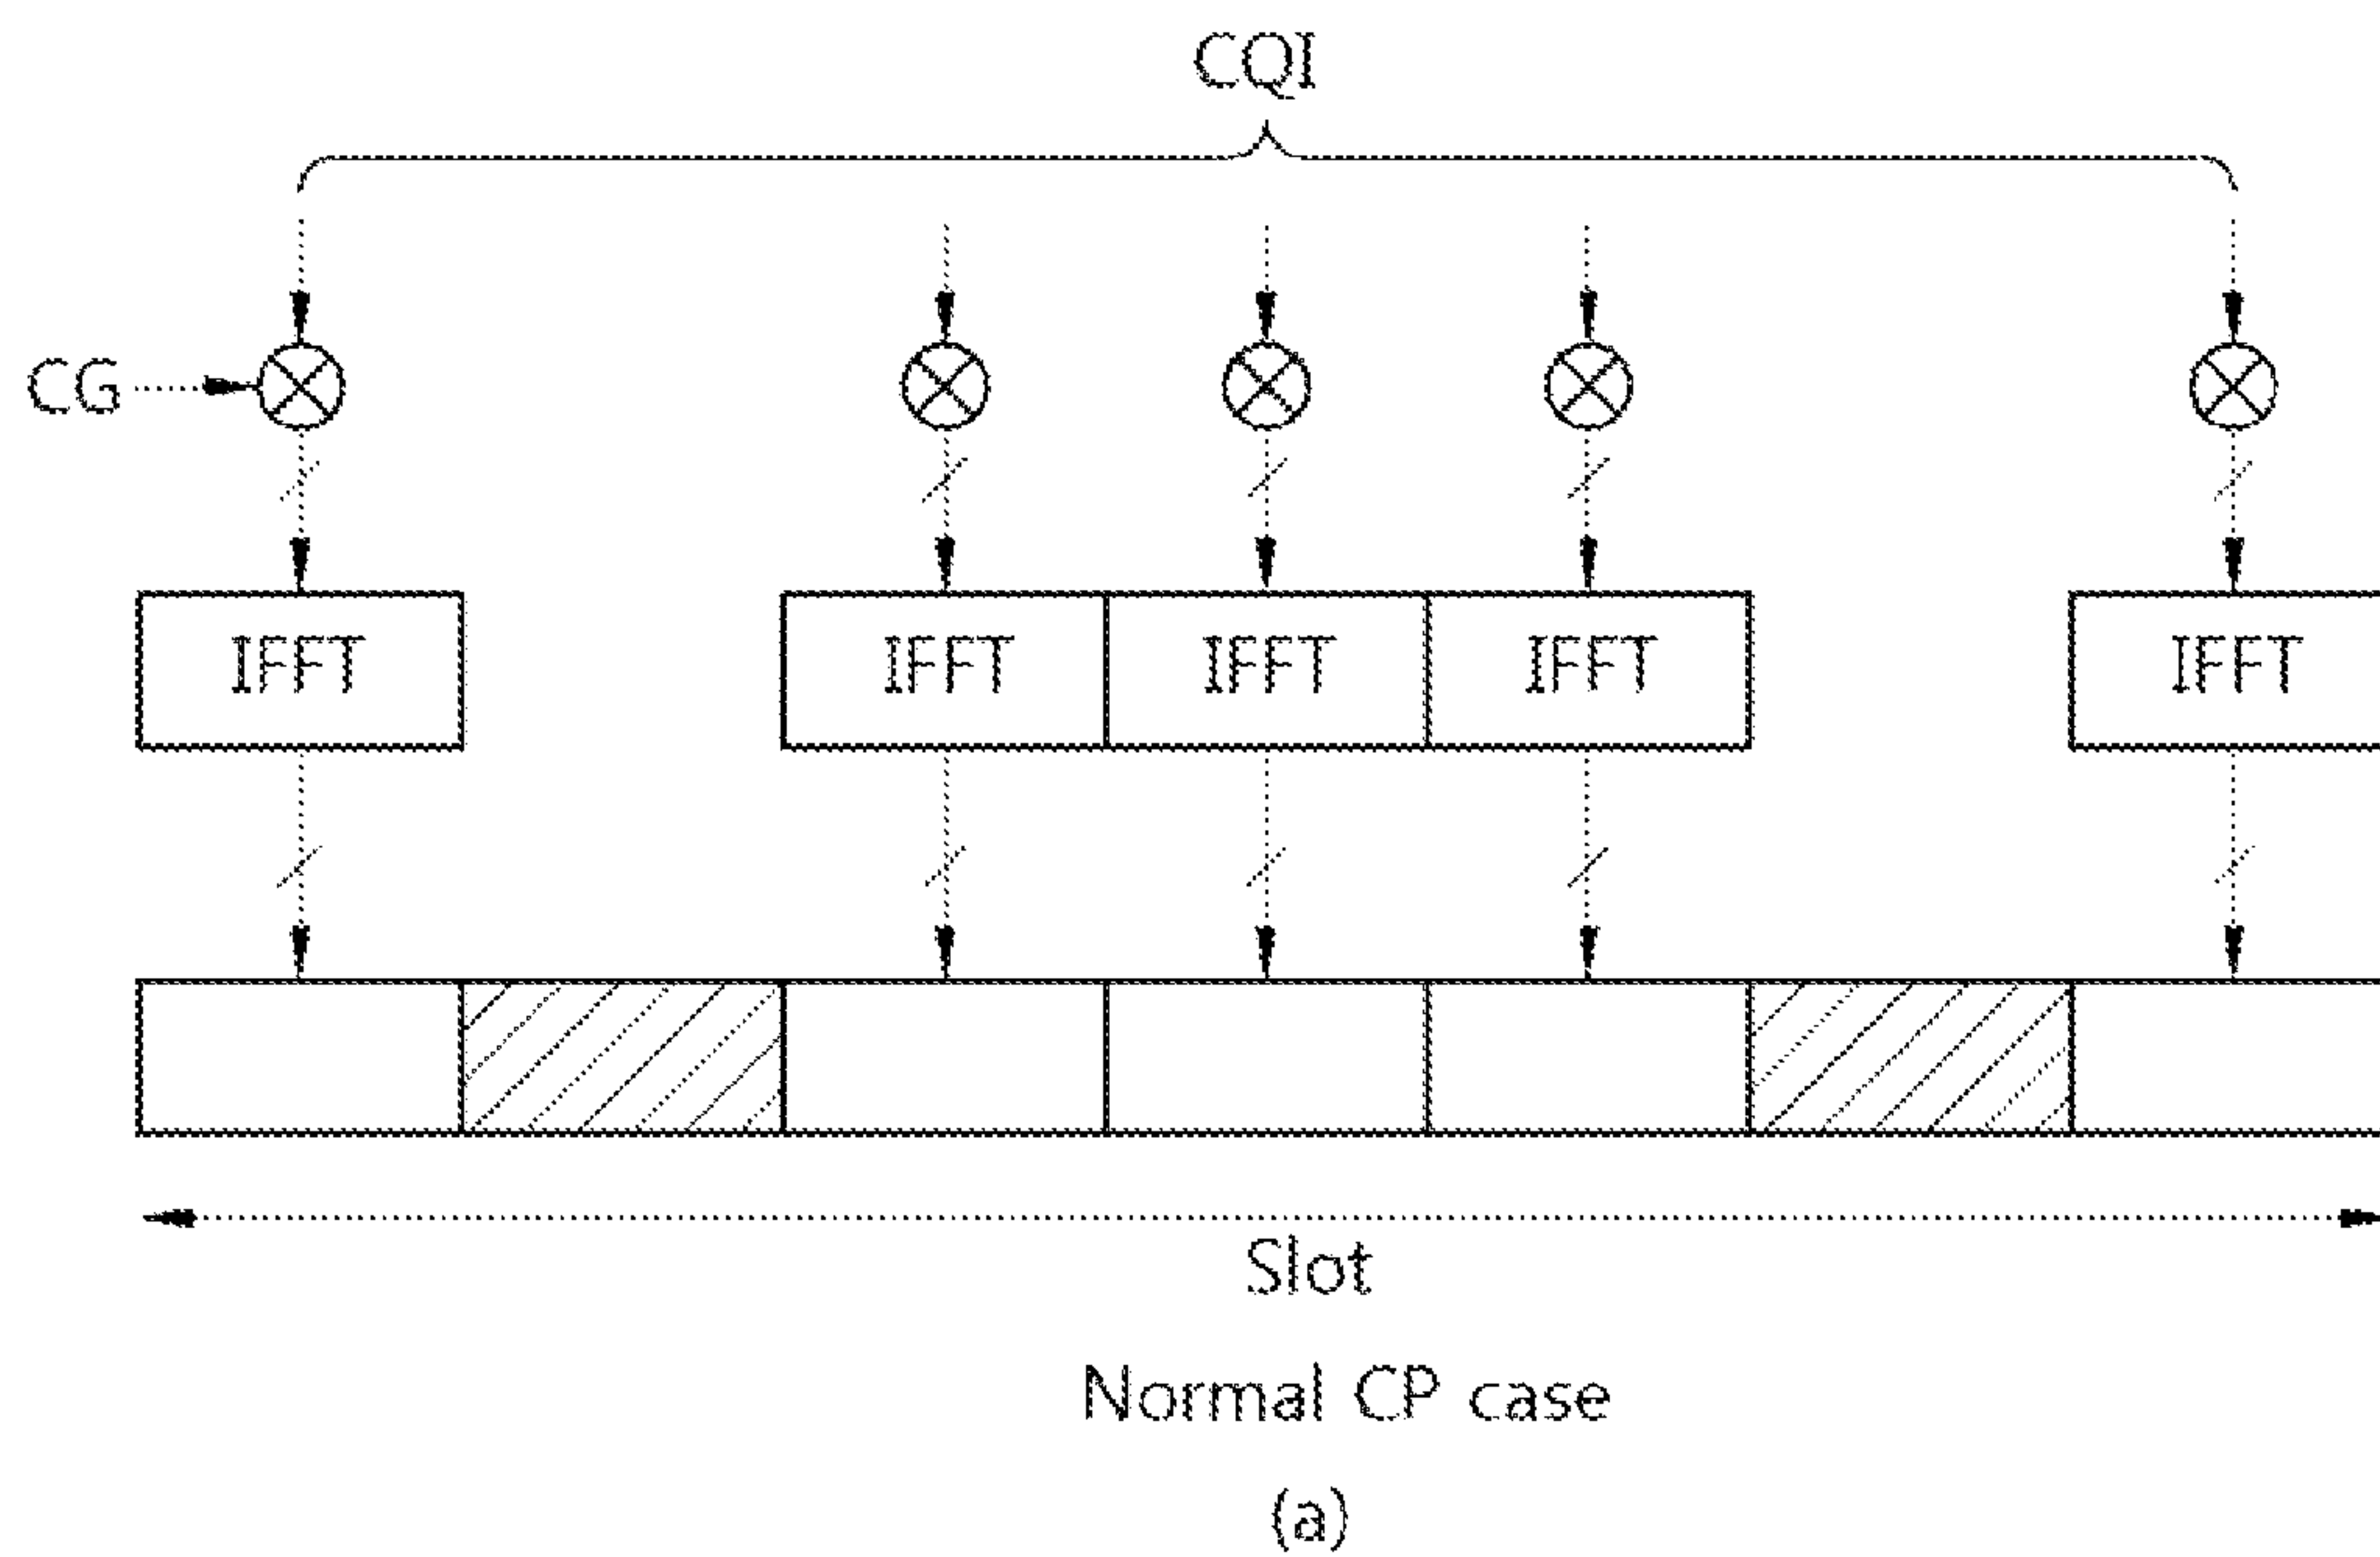 CQI
CG
IFFT IFFT IFFT IFFT IFFT
Slot
Normal CP case
(a)